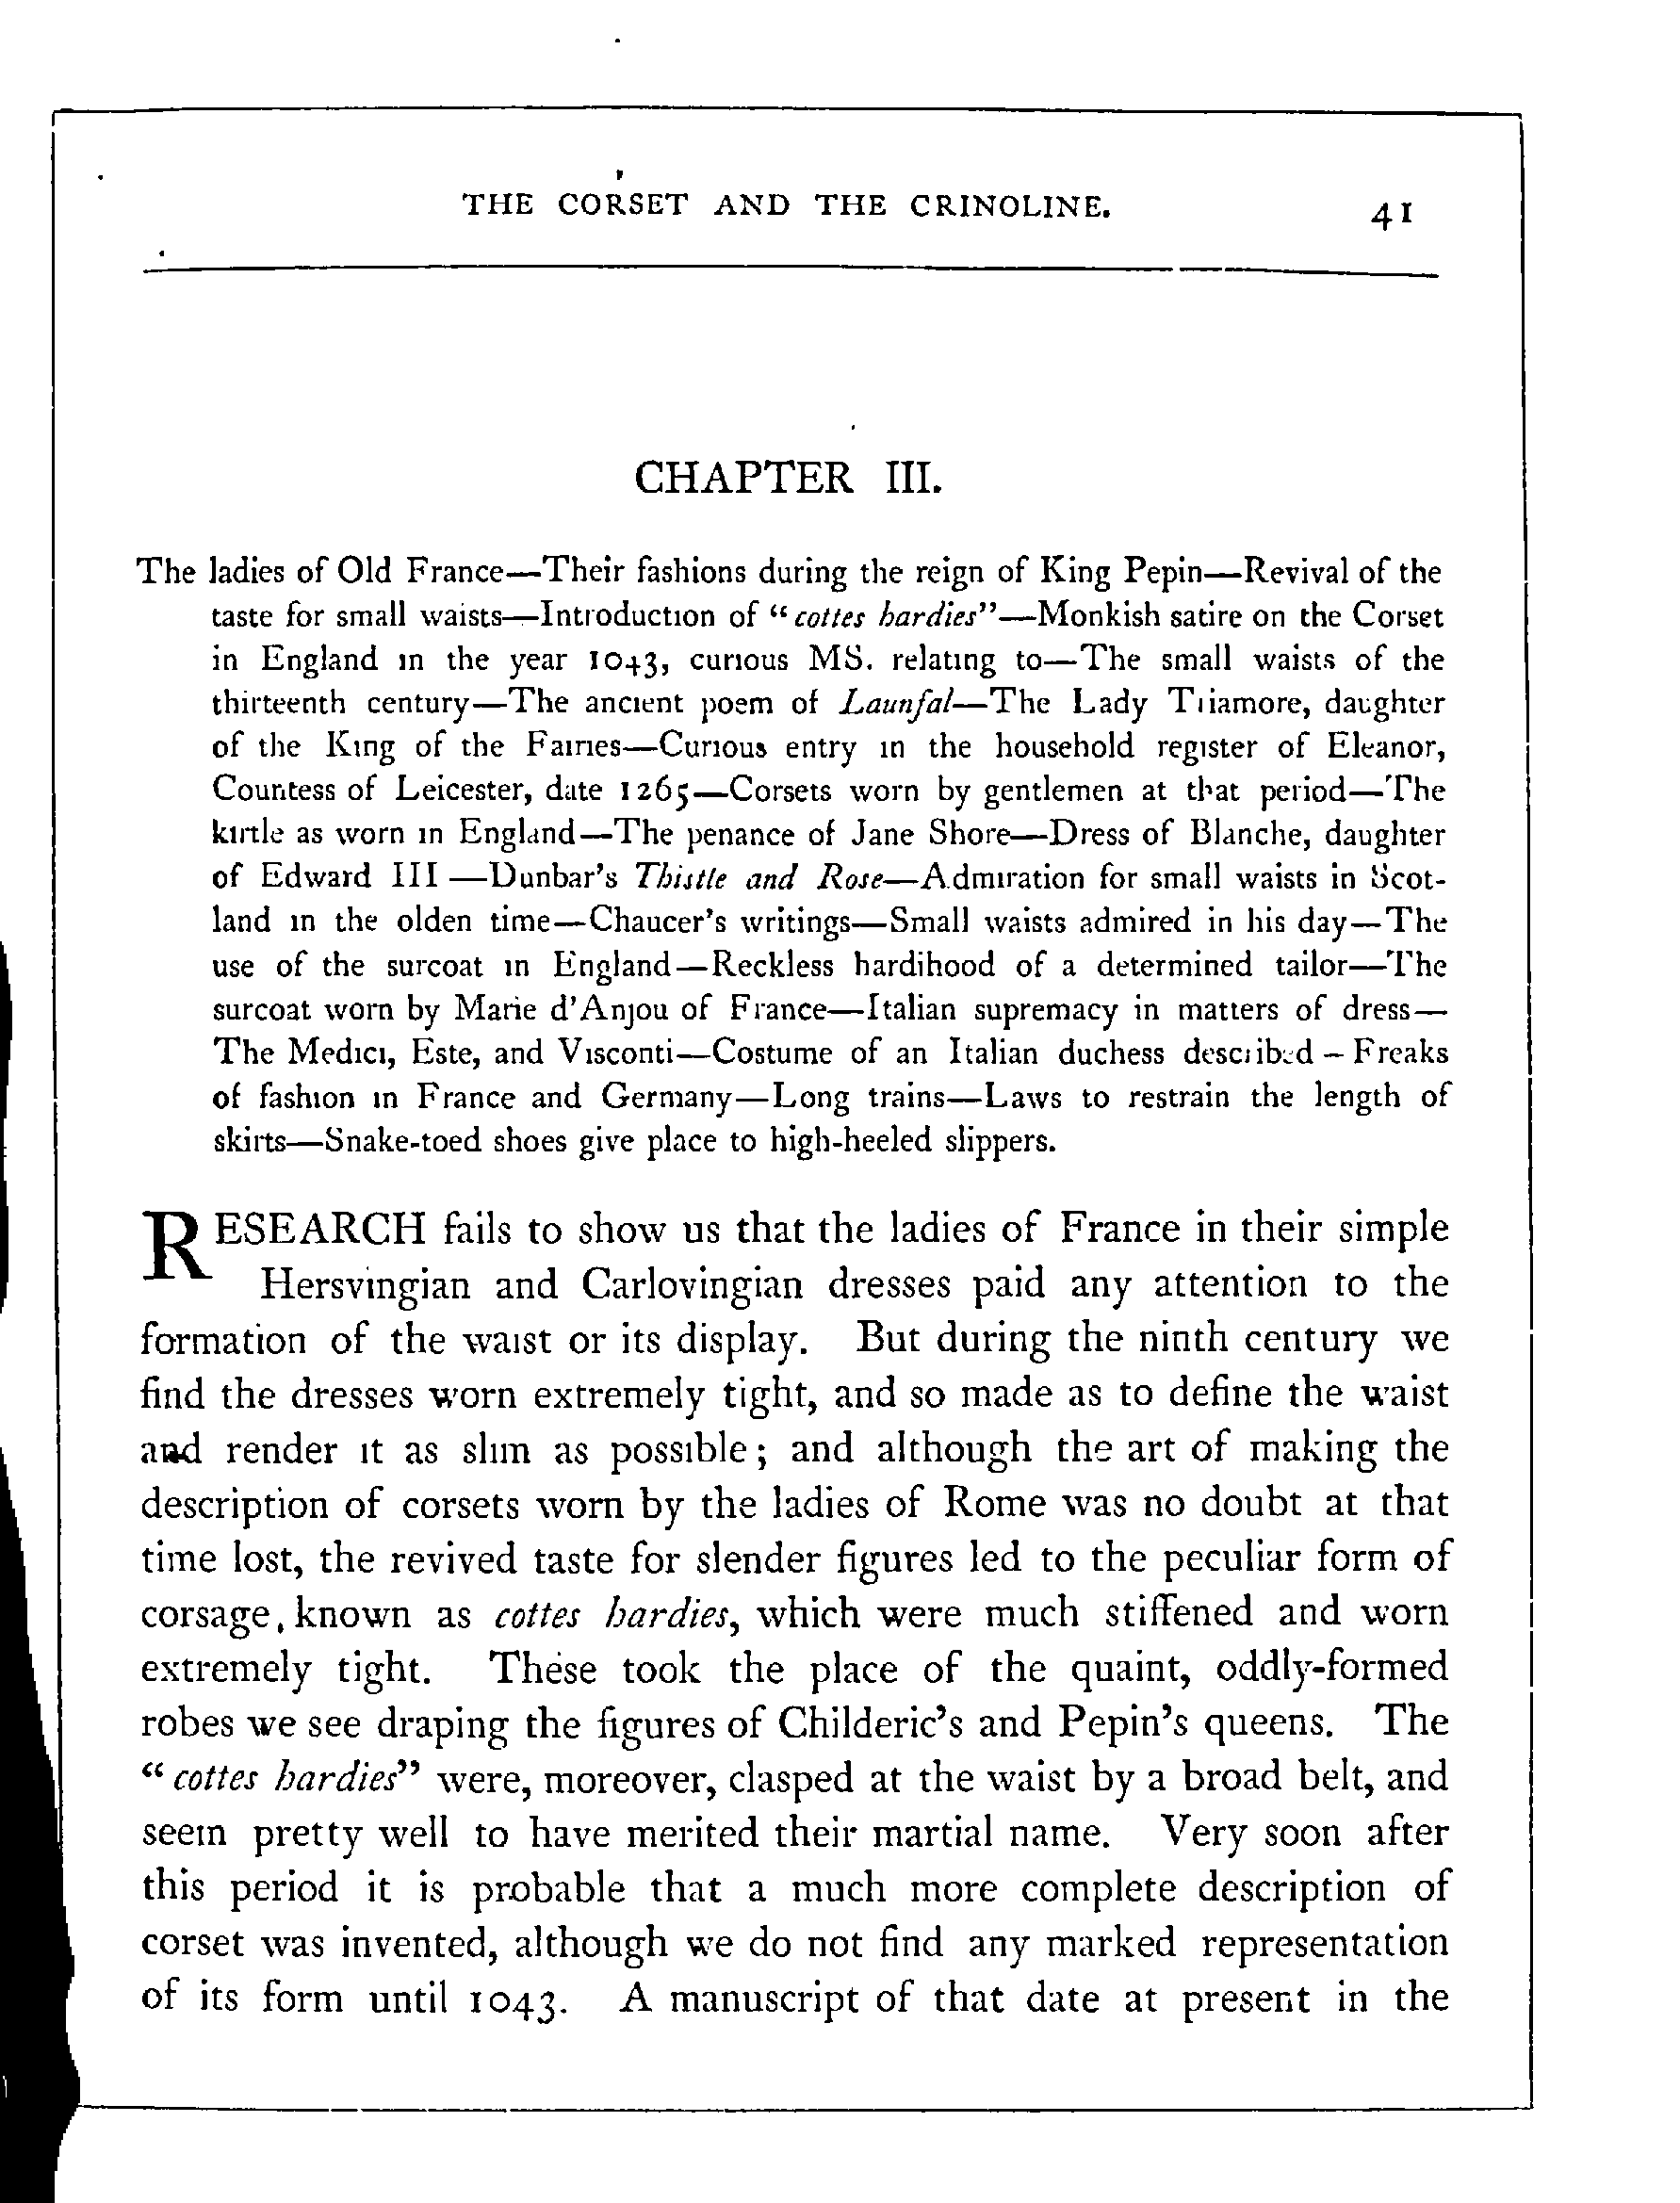 THE CORSET AND THE CRINOLINE. 41
CHAPTER III.
The ladies of Old France—Their fashions during the reign of King Pepin—Revival of the
taste for small waists—Introduction of “cottes hardies”—Monkish satire on the Corset
in England in the year 1043, curious MS. relating to—The small waists of the
thirteenth century—The ancient poem of Launfal—The Lady Triamore, daughter
of the King of the Fairies—Curious entry in the household register of Eleanor,
Countess of Leicester, date 1265—Corsets worn by gentlemen at that period—The
kirtle as worn in England—The penance of Jane Shore—Dress of Blanche, daughter
of Edward III—Dunbar’s Thistle and Rose—Admiration for small waists in Scot-
land in the olden time—Chaucer’s writings—Small waists admired in his day—The
use of the surcoat in England—Reckless hardihood of a determined tailor—The
surcoat worn by Marie d’Anjou of France—Italian supremacy in matters of dress—
The Medici, Este, and Visconti—Costume of an Italian duchess described – Freaks
of fashion in France and Germany—Long trains—Laws to restrain the length of
skirts—Snake-toed shoes give place to high-heeled slippers.
RESEARCH fails to show us that the ladies of France in their simple
Hersvingian and Carlovingian dresses paid any attention to the
formation of the waist or its display. But during the ninth century we
find the dresses worn extremely tight, and so made as to define the waist
and render it as slim as possible; and although the art of making the
description of corsets worn by the ladies of Rome was no doubt at that
time lost, the revived taste for slender figures led to the peculiar form of
corsage, known as cottes hardies, which were much stiffened and worn
extremely tight. These took the place of the quaint, oddly-formed
robes we see draping the figures of Childeric’s and Pepin’s queens. The
“cottes hardies” were, moreover, clasped at the waist by a broad belt, and
seem pretty well to have merited their martial name. Very soon after
this period it is probable that a much more complete description of
corset was invented, although we do not find any marked representation
of its form until 1043. A manuscript of that date at present in the